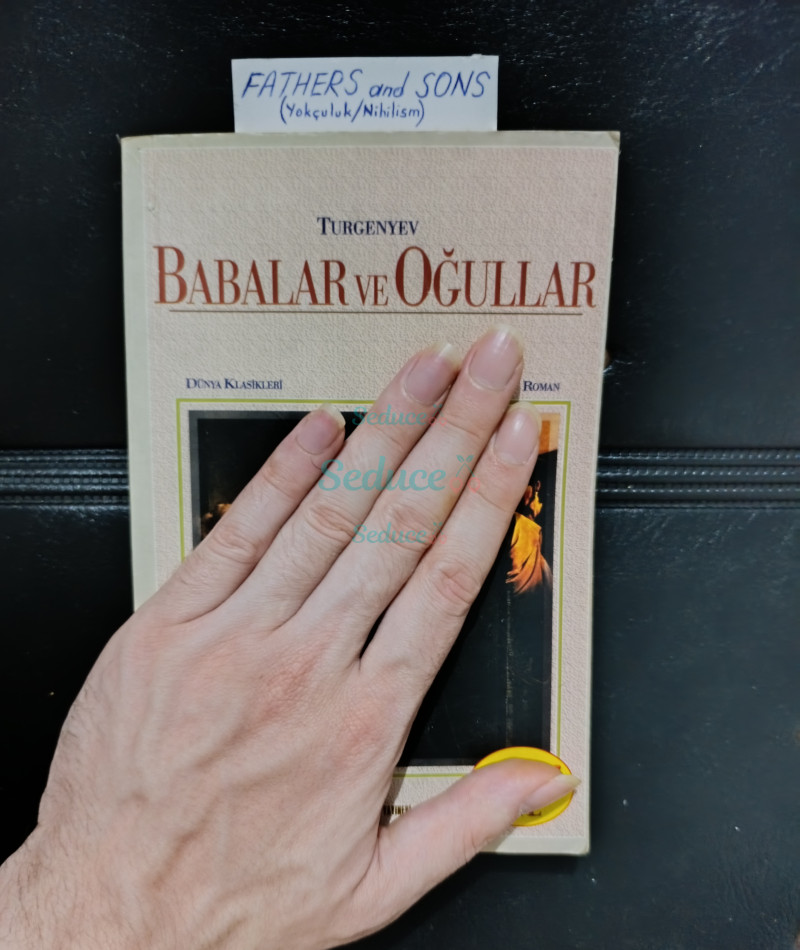 FATHERS and SONS
(Yokçuluk/Nihilism)
TURGENYEV
BABALAR VE OĞULLAR
DÜNYA KLASİKLERİ
ROMAN
Seduce
Seduce
Seduce